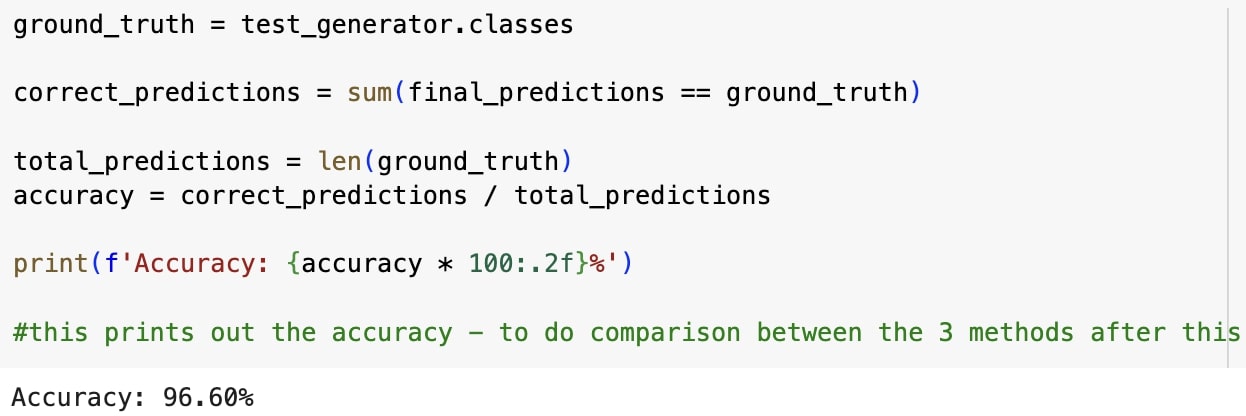 ground_truth = test_generator.classes
correct_predictions = sum(final_predictions == ground_truth)
total_predictions = len(ground_truth)
accuracy = correct_predictions / total_predictions
print(f'Accuracy: {accuracy * 100:.2f}%')
#this prints out the accuracy – to do comparison between the 3 methods after this
Accuracy: 96.60%